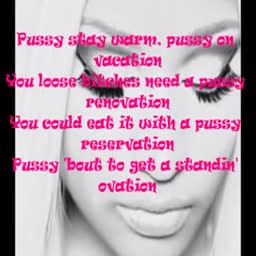 Pussy stay warm, pussy on
vacation
You loose bitches need a pussy
renovation
You could eat it with a pussy
reservation
Pussy 'bout to get a standin'
ovation